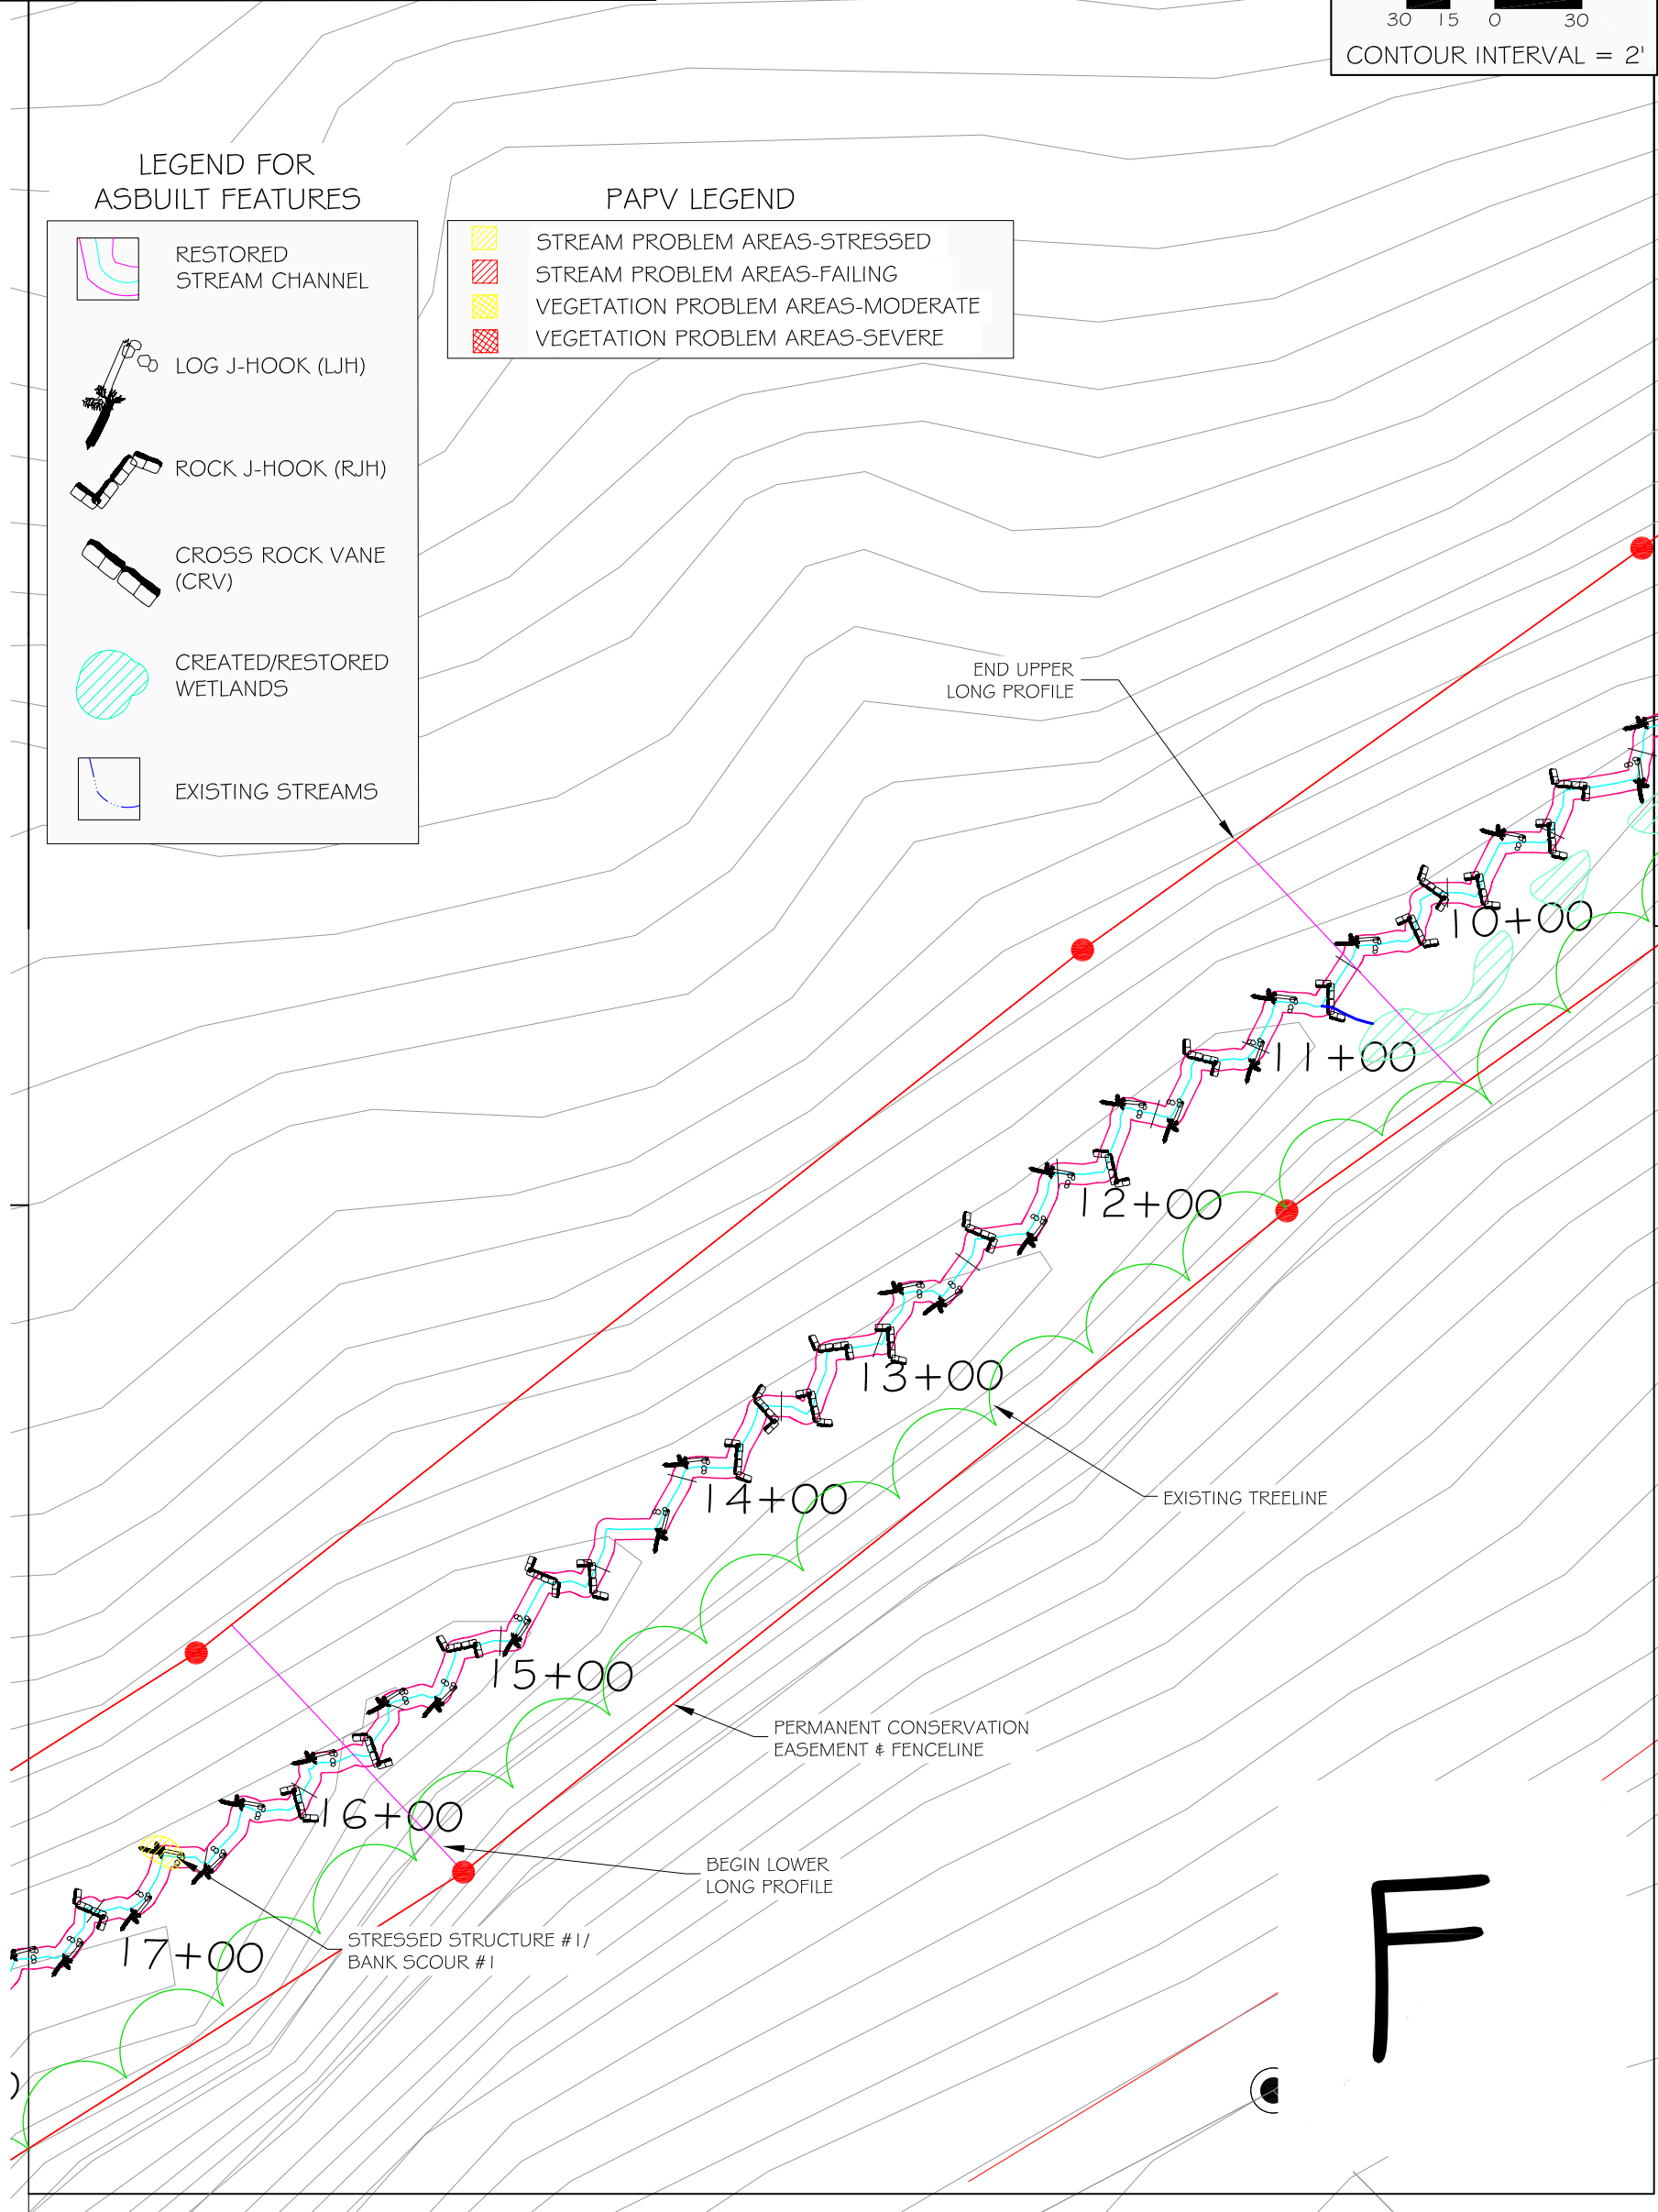 30 15 0 30
CONTOUR INTERVAL = 2'
LEGEND FOR
ASBUILT FEATURES
RESTORED
STREAM CHANNEL
LOG J-HOOK (LJH)
ROCK J-HOOK (RJH)
CROSS ROCK VANE
(CRV)
CREATED/RESTORED
WETLANDS
EXISTING STREAMS
PAPV LEGEND
STREAM PROBLEM AREAS-STRESSED
STREAM PROBLEM AREAS-FAILING
VEGETATION PROBLEM AREAS-MODERATE
VEGETATION PROBLEM AREAS-SEVERE
END UPPER
LONG PROFILE
10+00
11+00
12+00
13+00
14+00
EXISTING TREELINE
15+00
PERMANENT CONSERVATION
EASEMENT & FENCELINE
16+00
BEGIN LOWER
LONG PROFILE
STRESSED STRUCTURE #1/
BANK SCOUR #1
17+00
F